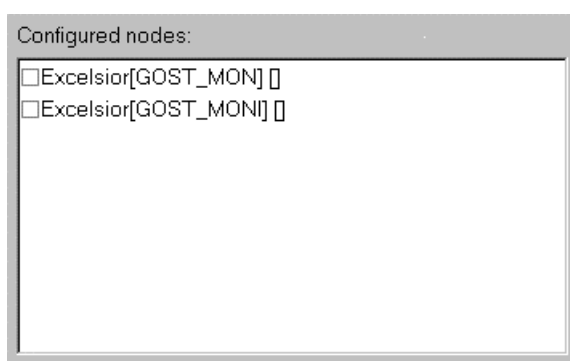 Configured nodes:
Excelsior[GOST_MON] []
Excelsior[GOST_MONI] []